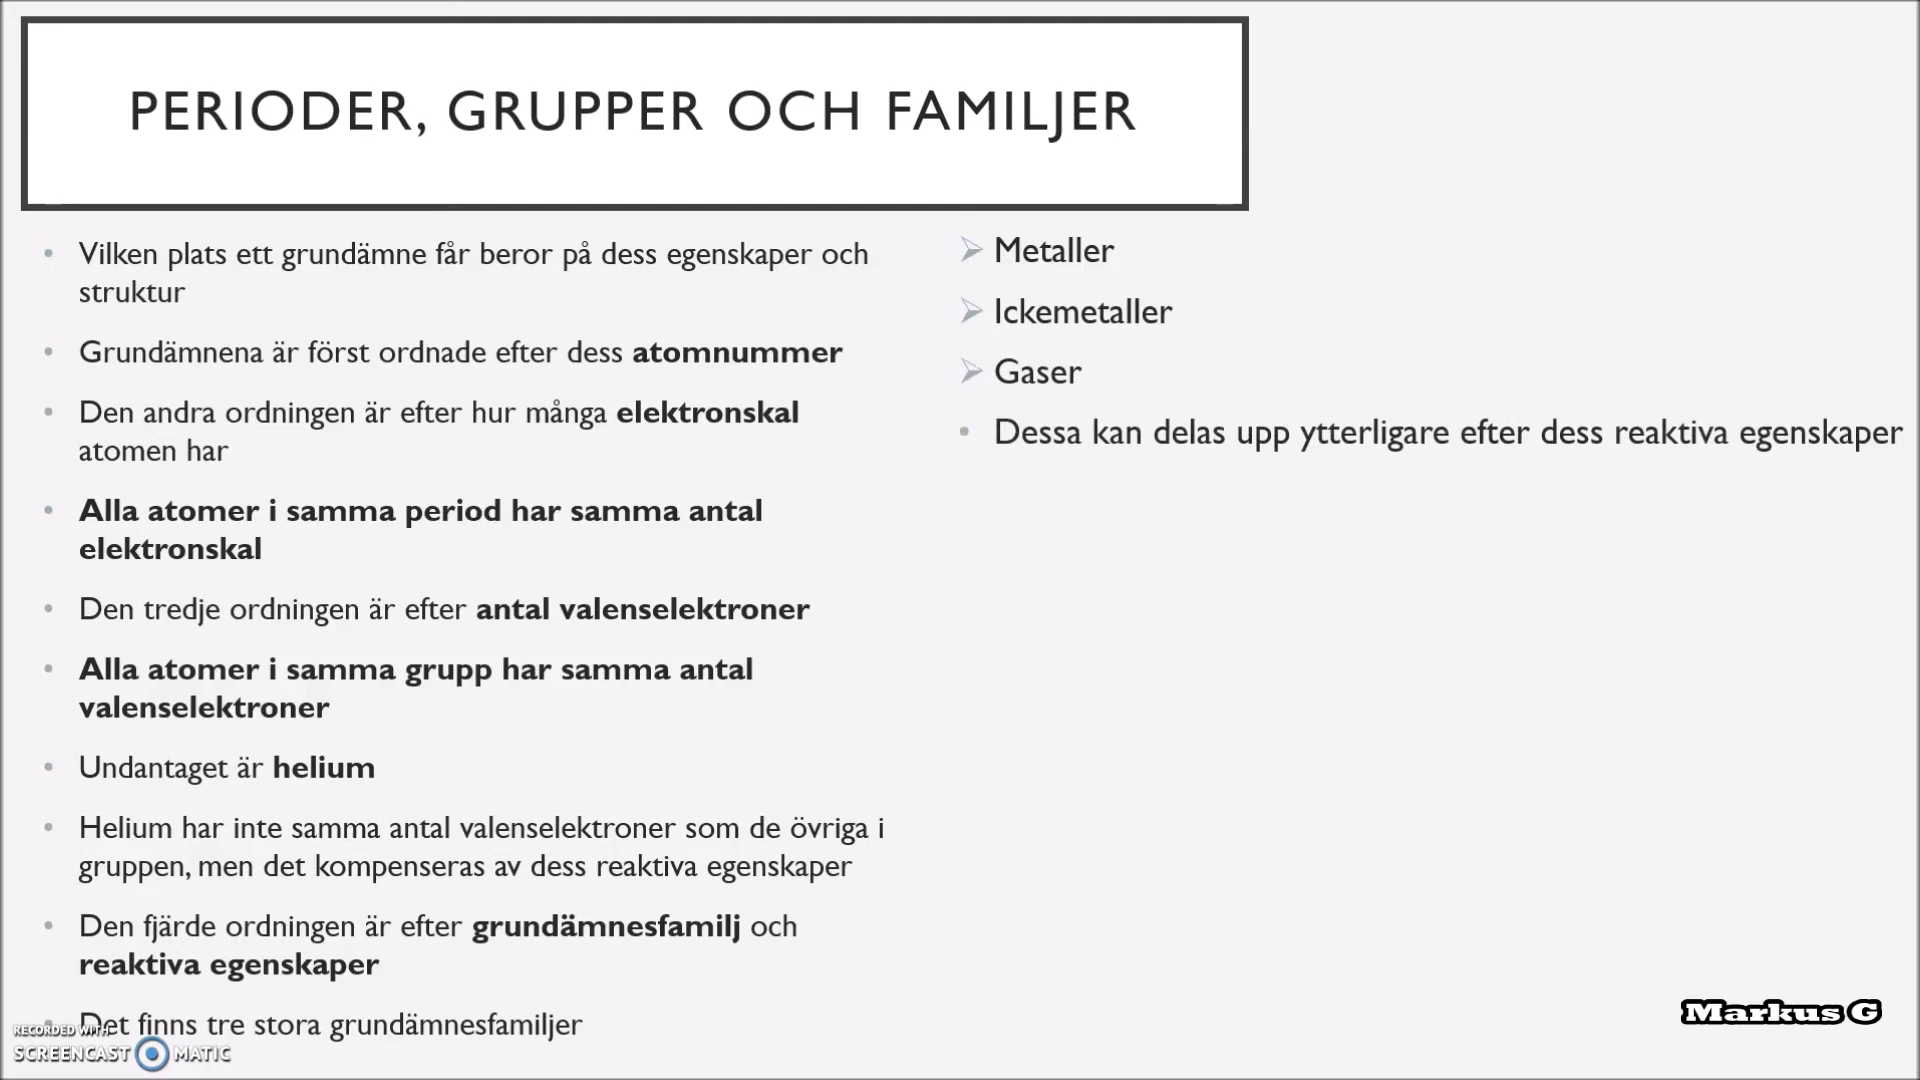 PERIODER, GRUPPER OCH FAMILJER
• Vilken plats ett grundämne får beror på dess egenskaper och
struktur
• Grundämnena är först ordnade efter dess atomnummer
• Den andra ordningen är efter hur många elektronskal
atomen har
• Alla atomer i samma period har samma antal
elektronskal
• Den tredje ordningen är efter antal valenselektroner
• Alla atomer i samma grupp har samma antal
valenselektroner
• Undantaget är helium
• Helium har inte samma antal valenselektroner som de övriga i
gruppen, men det kompenseras av dess reaktiva egenskaper
• Den fjärde ordningen är efter grundämnesfamilj och
reaktiva egenskaper
• Det finns tre stora grundämnesfamiljer
➢ Metaller
➢ Ickemetaller
➢ Gaser
• Dessa kan delas upp ytterligare efter dess reaktiva egenskaper
Markus G
RECORDED WITH
SCREENCAST MATIC